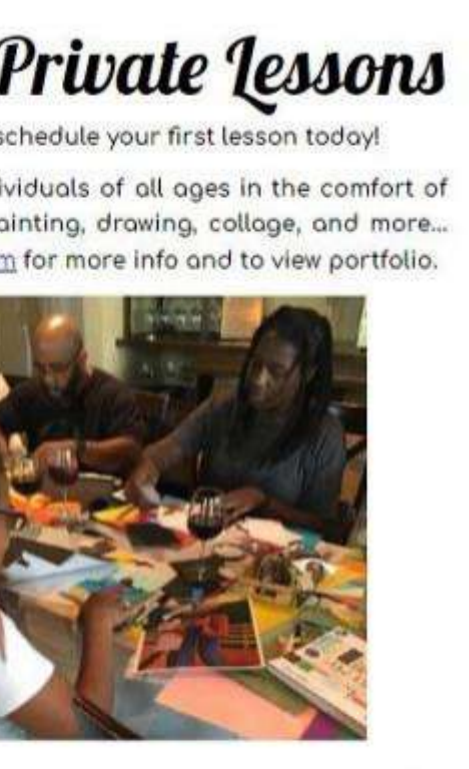 Private Lessons
schedule your first lesson today!
ividuals of all ages in the comfort of
ainting, drawing, collage, and more...
m for more info and to view portfolio.